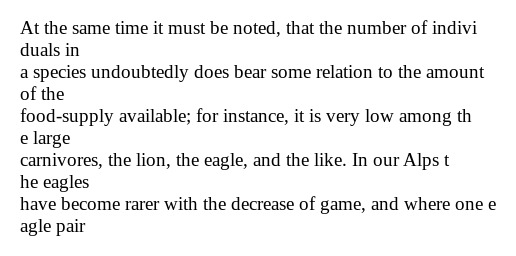 At the same time it must be noted, that the number of indivi
duals in
a species undoubtedly does bear some relation to the amount
of the
food-supply available; for instance, it is very low among th
e large
carnivores, the lion, the eagle, and the like. In our Alps t
he eagles
have become rarer with the decrease of game, and where one e
agle pair